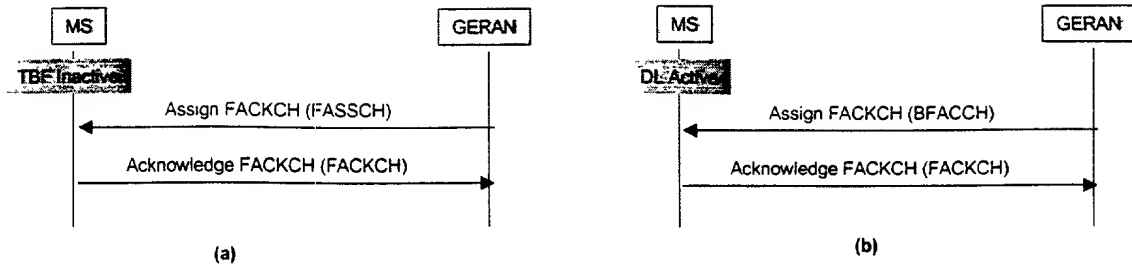 MS
GERAN
TBF Inactive
Assign FACKCH (FASSCH)
Acknowledge FACKCH (FACKCH)
(a)
MS
GERAN
DL Active
Assign FACKCH (BFACCH)
Acknowledge FACKCH (FACKCH)
(b)